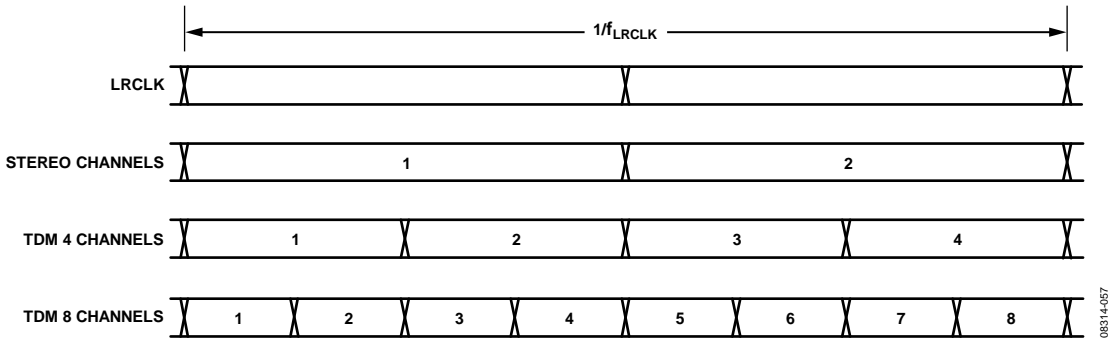 1/fLRCLK
LRCLK
STEREO CHANNELS 1 2
TDM 4 CHANNELS 1 2 3 4
TDM 8 CHANNELS 1 2 3 4 5 6 7 8
08314-057